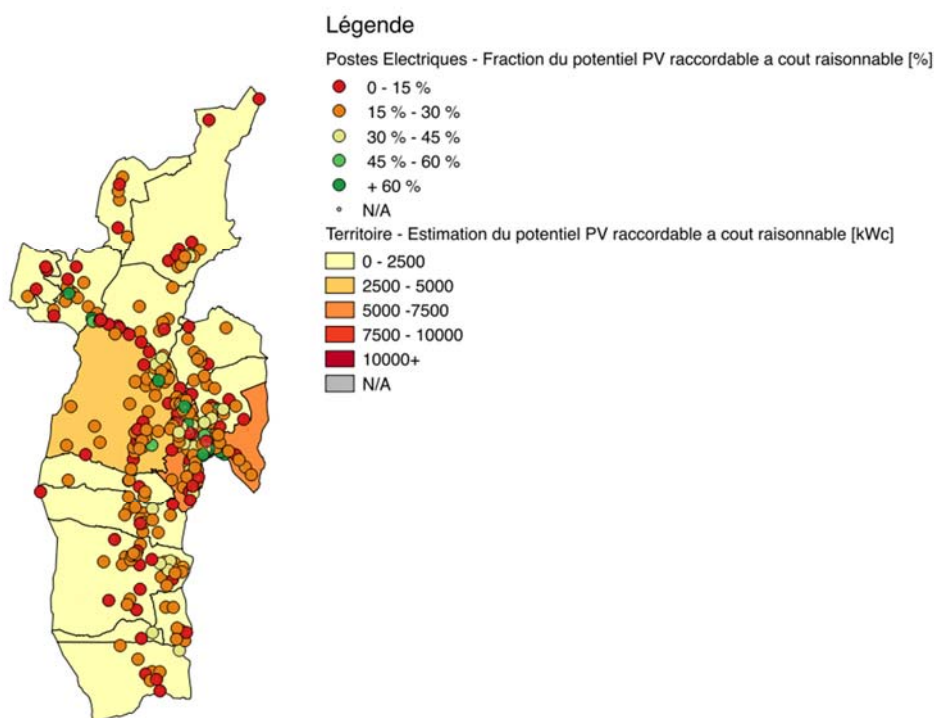 Légende
Postes Electriques - Fraction du potentiel PV raccordable a cout raisonnable [%]
0 - 15 %
15 % - 30 %
30 % - 45 %
45 % - 60 %
+ 60 %
N/A
Territoire - Estimation du potentiel PV raccordable a cout raisonnable [kWc]
0 - 2500
2500 - 5000
5000 -7500
7500 - 10000
10000+
N/A